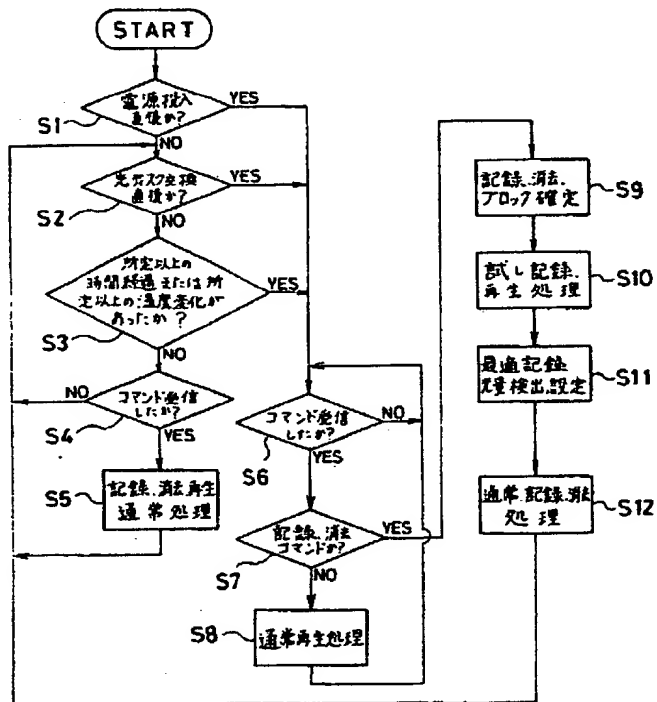 START
S1
電源投入
直後か?
YES
NO
S2
光ディスク交換
直後か?
YES
NO
S3
所定以上の
時間経過または所
定以上の温度変化が
あったか?
YES
NO
S4
コマンド受信
したか?
NO
YES
S5
記録、消去、再生
通常処理
S6
コマンド受信
したか?
NO
YES
S7
記録、消去
コマンドか?
YES
NO
S8
通常再生処理
記録、消去、
ブロック確定
S9
試し記録、
再生処理
S10
最適記録
光量検出、設定
S11
通常、記録、消去
処理
S12